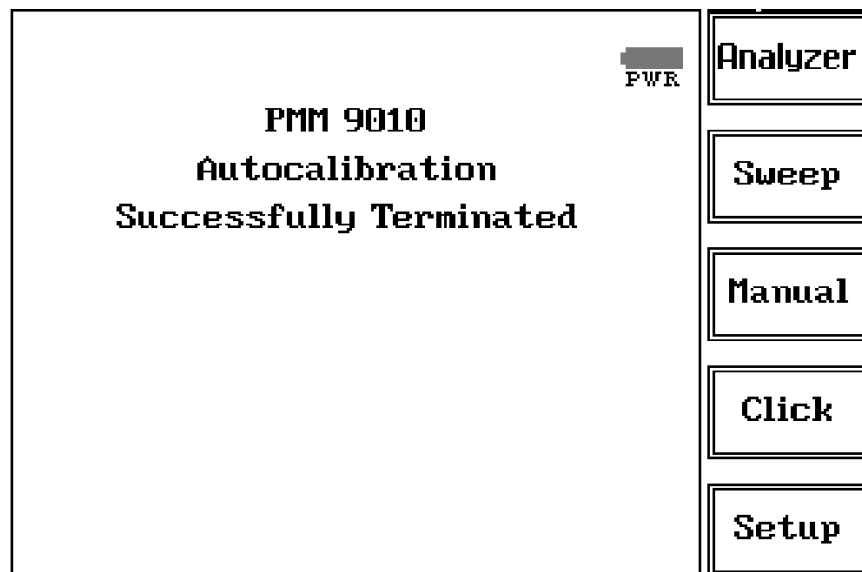 PWR
PMM 9010
Autocalibration
Successfully Terminated
Analyzer
Sweep
Manual
Click
Setup